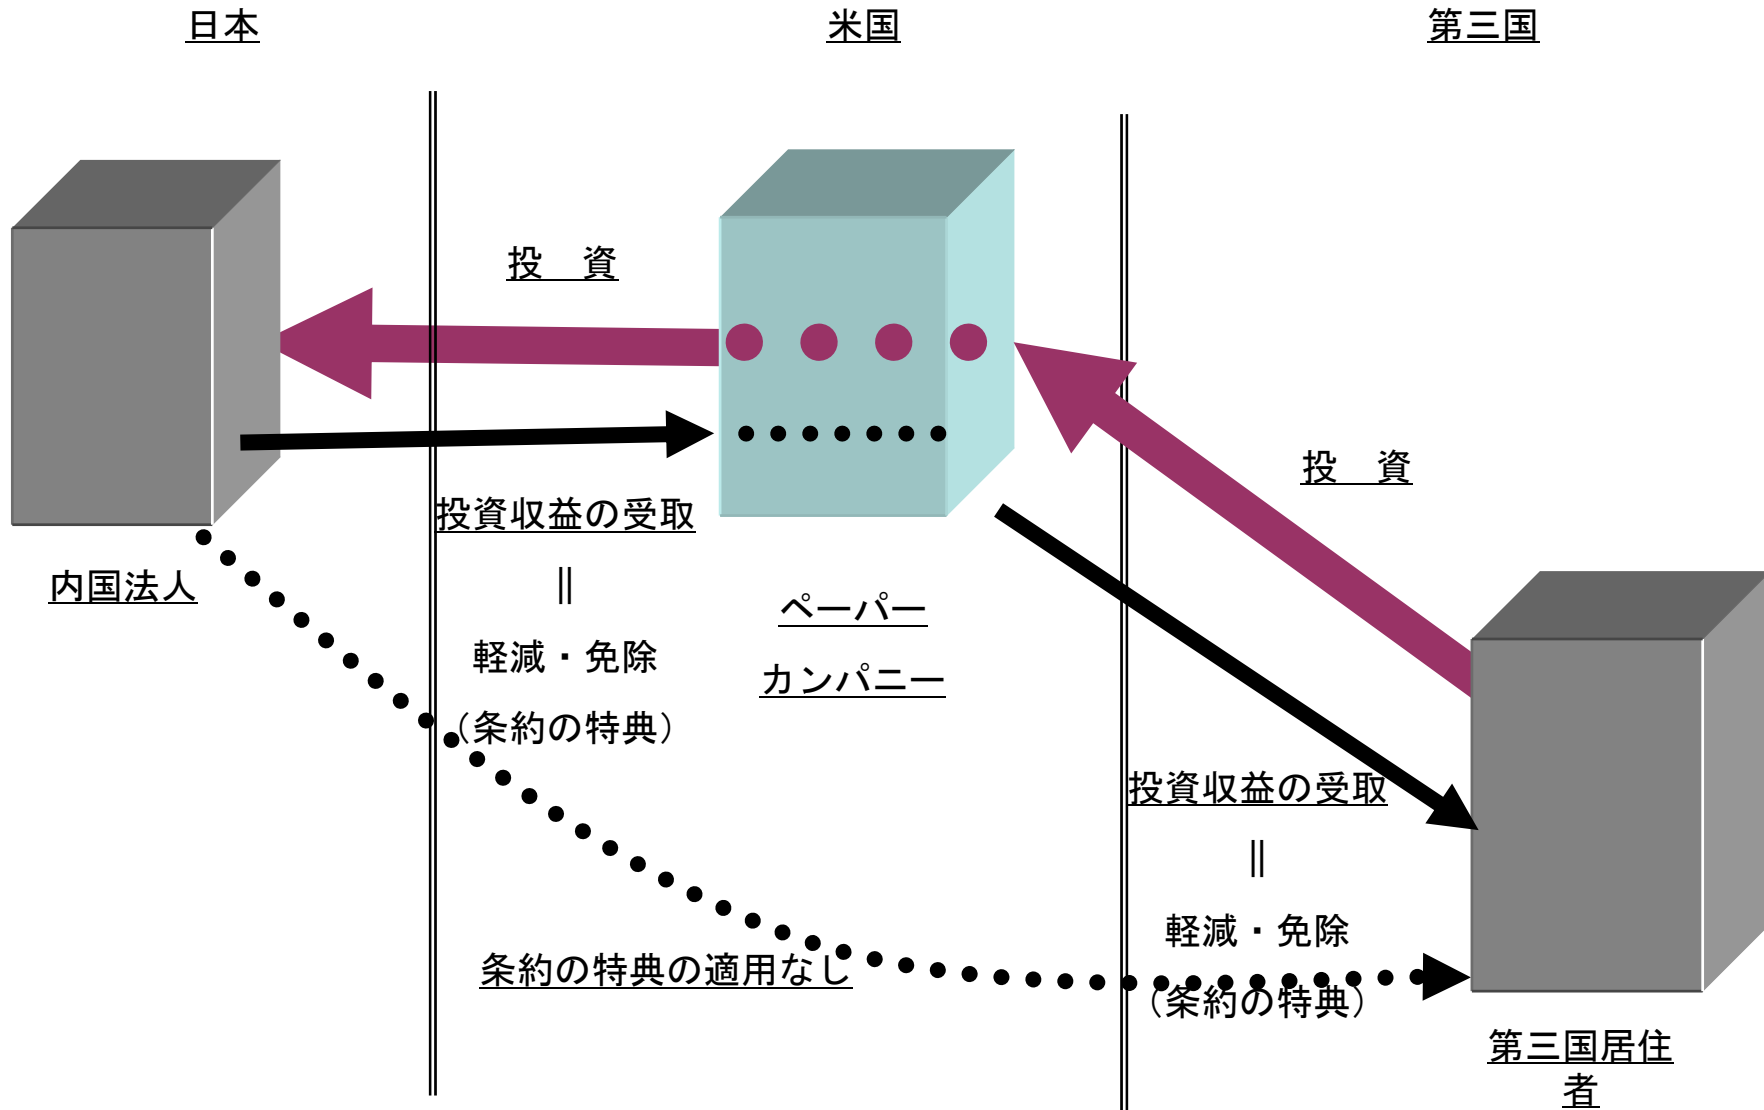 日本
米国
第三国
投　資
投　資
投資収益の受取
||
軽減・免除
（条約の特典）
内国法人
ペーパー
カンパニー
投資収益の受取
||
軽減・免除
（条約の特典）
条約の特典の適用なし
第三国居住
者